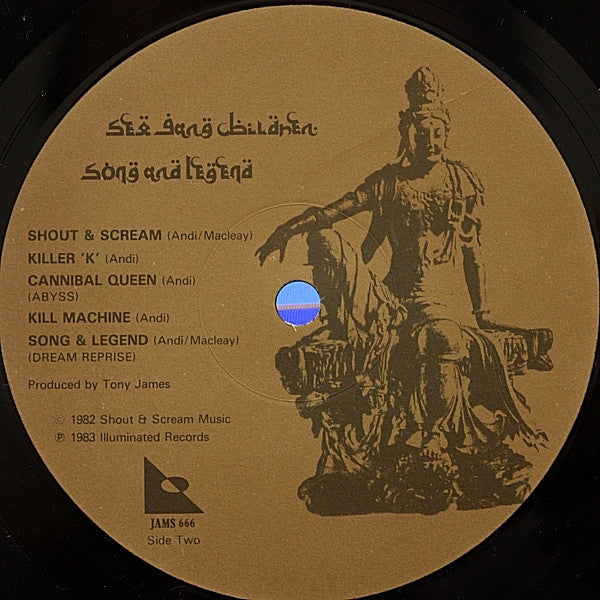 Sex Gang Children
Song and Legend
SHOUT & SCREAM (Andi/Macleay)
KILLER 'K' (Andi)
CANNIBAL QUEEN (Andi)
(ABYSS)
KILL MACHINE (Andi)
SONG & LEGEND (Andi/Macleay)
(DREAM REPRISE)
Produced by Tony James
© 1982 Shout & Scream Music
℗ 1983 Illuminated Records
JAMS 666
Side Two